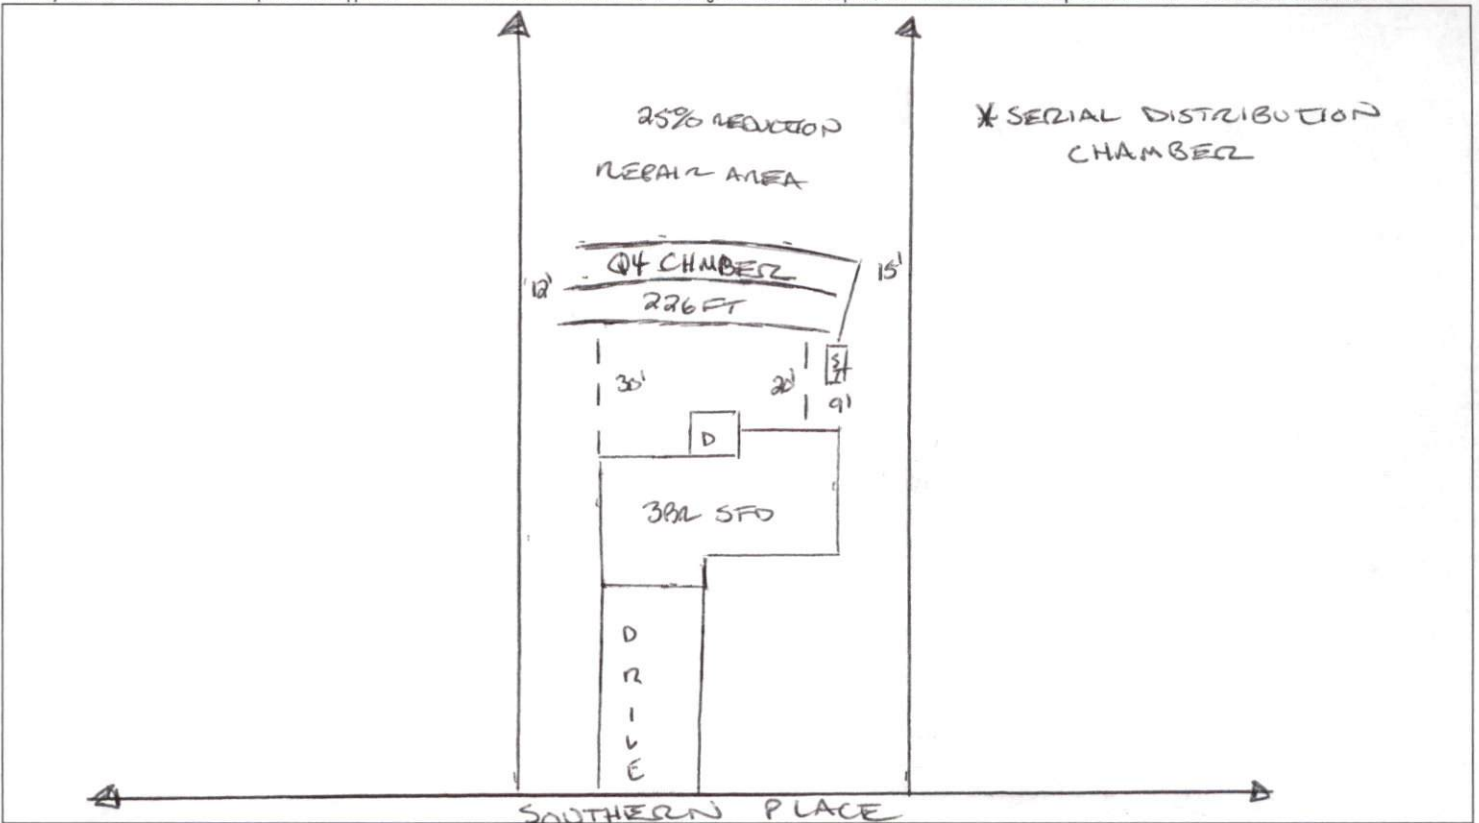 25% REDUCTION
REPAIR AREA
* SERIAL DISTRIBUTION
CHAMBER
Q4 CHMBER
15'
12'
226 FT
30'
20'
ST
9'
D
3BR SFD
D
R
I
V
E
SOUTHERN PLACE